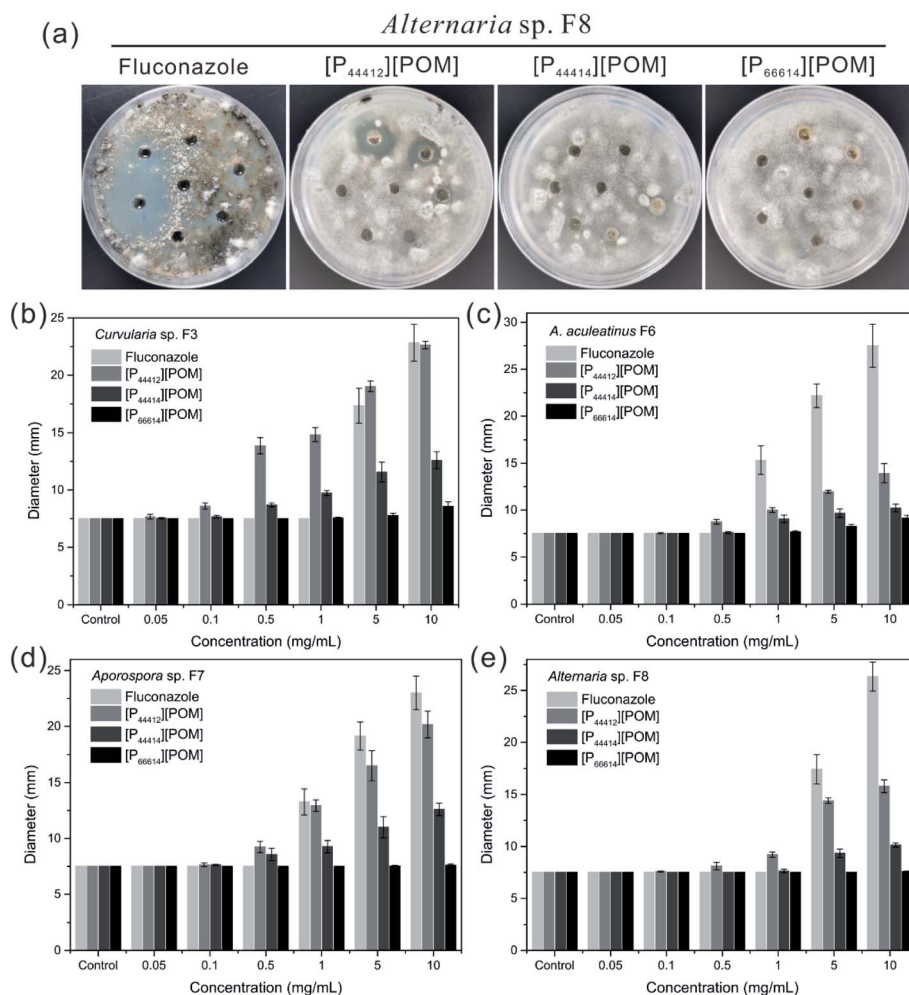 (a)
Alternaria sp. F8
Fluconazole
[P₄₄₄₁₂][POM]
[P₄₄₄₁₄][POM]
[P₆₆₆₁₄][POM]
(b)
Curvularia sp. F3
Fluconazole
[P₄₄₄₁₂][POM]
[P₄₄₄₁₄][POM]
[P₆₆₆₁₄][POM]
Diameter (mm)
25
20
15
10
5
0
Control 0.05 0.1 0.5 1 5 10
Concentration (mg/mL)
(c)
A. aculeatinus F6
Fluconazole
[P₄₄₄₁₂][POM]
[P₄₄₄₁₄][POM]
[P₆₆₆₁₄][POM]
Diameter (mm)
30
25
20
15
10
5
0
Control 0.05 0.1 0.5 1 5 10
Concentration (mg/mL)
(d)
Aporospora sp. F7
Fluconazole
[P₄₄₄₁₂][POM]
[P₄₄₄₁₄][POM]
[P₆₆₆₁₄][POM]
Diameter (mm)
25
20
15
10
5
0
Control 0.05 0.1 0.5 1 5 10
Concentration (mg/mL)
(e)
Alternaria sp. F8
Fluconazole
[P₄₄₄₁₂][POM]
[P₄₄₄₁₄][POM]
[P₆₆₆₁₄][POM]
Diameter (mm)
25
20
15
10
5
0
Control 0.05 0.1 0.5 1 5 10
Concentration (mg/mL)